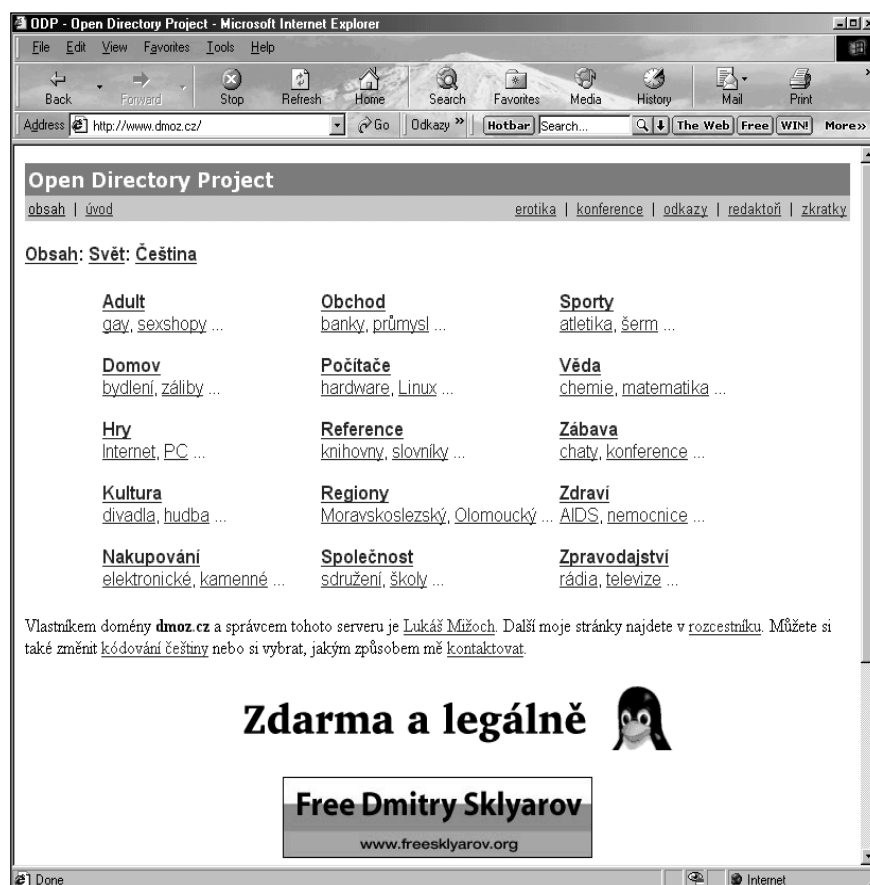 ODP - Open Directory Project - Microsoft Internet Explorer
File Edit View Favorites Tools Help
Back Forward Stop Refresh Home Search Favorites Media History Mail Print »
Address http://www.dmoz.cz/ Go Odkazy » Hotbar Search... The Web Free WIN! More»
Open Directory Project
obsah | úvod erotika | konference | odkazy | redaktoři | zkratky
Obsah: Svět: Čeština
Adult Obchod Sporty
gay, sexshopy ... banky, průmysl ... atletika, šerm ...
Domov Počítače Věda
bydlení, záliby ... hardware, Linux ... chemie, matematika ...
Hry Reference Zábava
Internet, PC ... knihovny, slovníky ... chaty, konference ...
Kultura Regiony Zdraví
divadla, hudba ... Moravskoslezský, Olomoucký ... AIDS, nemocnice ...
Nakupování Společnost Zpravodajství
elektronické, kamenné ... sdružení, školy ... rádia, televize ...
Vlastníkem domény dmoz.cz a správcem tohoto serveru je Lukáš Mižoch. Další moje stránky najdete v rozcestníku. Můžete si
také změnit kódování češtiny nebo si vybrat, jakým způsobem mě kontaktovat.
Zdarma a legálně
Free Dmitry Sklyarov
www.freesklyarov.org
Done Internet